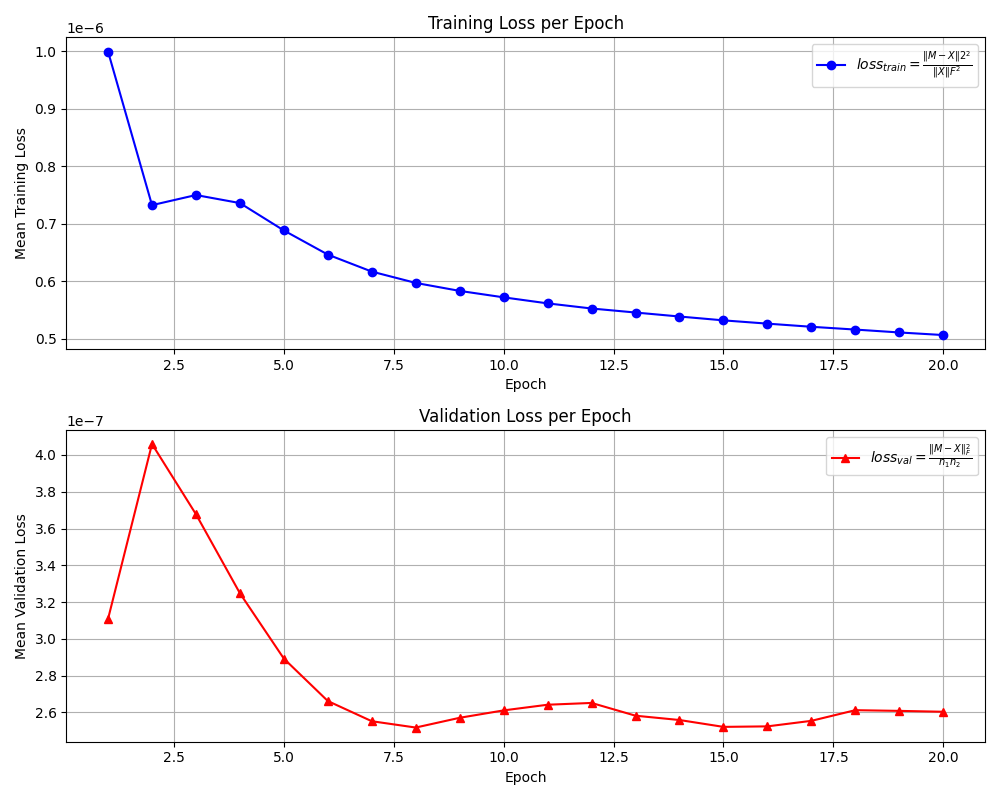 Training Loss per Epoch
1e−6
1.0
0.9
0.8
0.7
0.6
0.5
Mean Training Loss
loss_train = ‖M − X‖2² / ‖X‖F²
2.5 5.0 7.5 10.0 12.5 15.0 17.5 20.0
Epoch
Validation Loss per Epoch
1e−7
4.0
3.8
3.6
3.4
3.2
3.0
2.8
2.6
Mean Validation Loss
loss_val = ‖M − X‖_F² / n₁n₂
2.5 5.0 7.5 10.0 12.5 15.0 17.5 20.0
Epoch